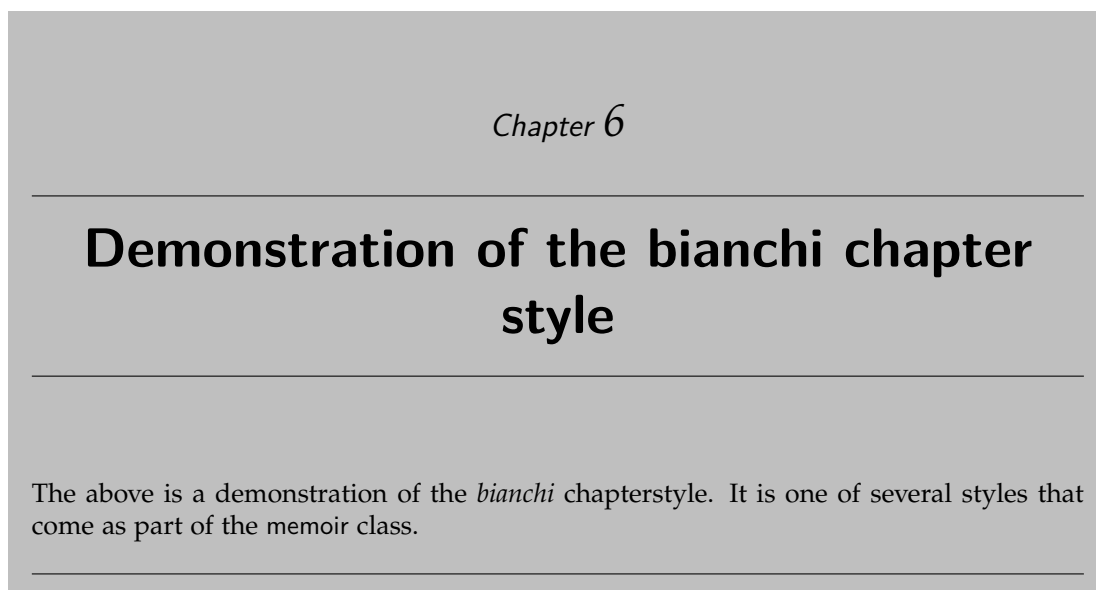 Chapter 6
Demonstration of the bianchi chapter
style
The above is a demonstration of the bianchi chapterstyle. It is one of several styles that
come as part of the memoir class.